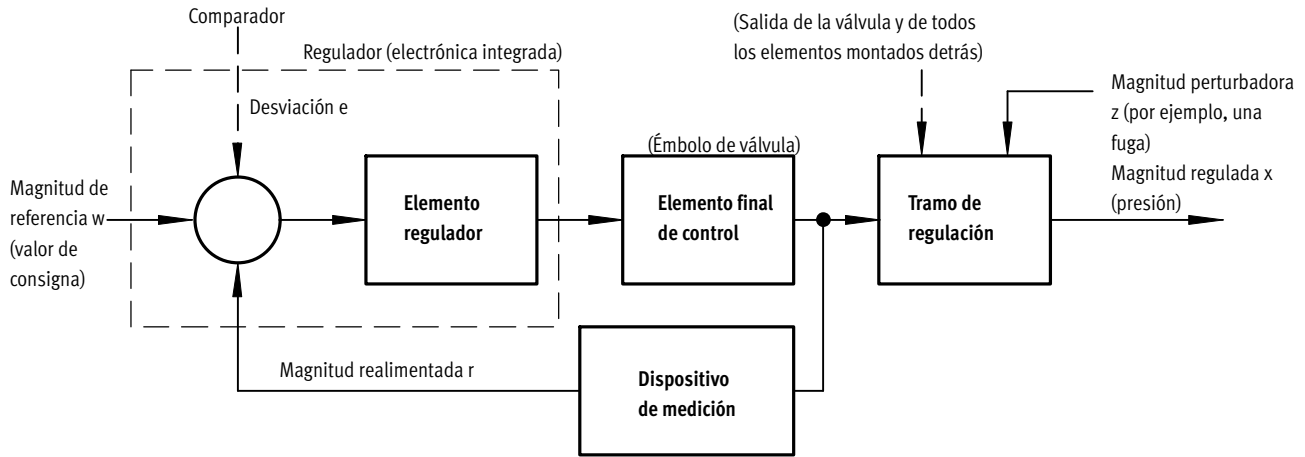 Comparador
Regulador (electrónica integrada)
Desviación e
(Salida de la válvula y de todos
los elementos montados detrás)
Magnitud perturbadora
z (por ejemplo, una
fuga)
Magnitud regulada x
(presión)
(Émbolo de válvula)
Magnitud de
referencia w
(valor de
consigna)
Elemento
regulador
Elemento final
de control
Tramo de
regulación
Magnitud realimentada r
Dispositivo
de medición